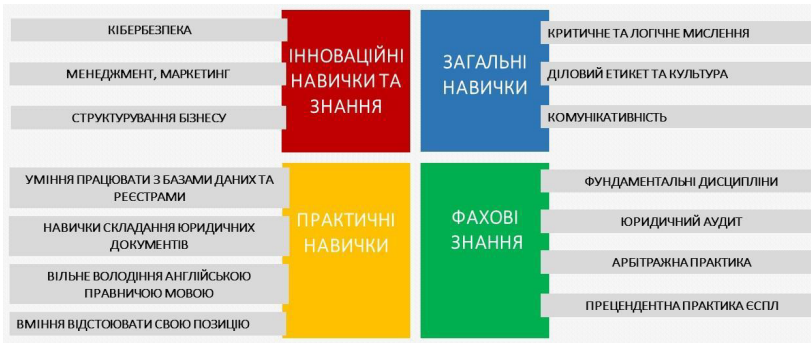 КІБЕРБЕЗПЕКА
МЕНЕДЖМЕНТ, МАРКЕТИНГ
СТРУКТУРУВАННЯ БІЗНЕСУ
ІННОВАЦІЙНІ
НАВИЧКИ ТА
ЗНАННЯ
ЗАГАЛЬНІ
НАВИЧКИ
КРИТИЧНЕ ТА ЛОГІЧНЕ МИСЛЕННЯ
ДІЛОВИЙ ЕТИКЕТ ТА КУЛЬТУРА
КОМУНІКАТИВНІСТЬ
УМІННЯ ПРАЦЮВАТИ З БАЗАМИ ДАНИХ ТА
РЕЄСТРАМИ
НАВИЧКИ СКЛАДАННЯ ЮРИДИЧНИХ
ДОКУМЕНТІВ
ВІЛЬНЕ ВОЛОДІННЯ АНГЛІЙСЬКОЮ
ПРАВНИЧОЮ МОВОЮ
ВМІННЯ ВІДСТОЮВАТИ СВОЮ ПОЗИЦІЮ
ПРАКТИЧНІ
НАВИЧКИ
ФАХОВІ
ЗНАННЯ
ФУНДАМЕНТАЛЬНІ ДИСЦИПЛІНИ
ЮРИДИЧНИЙ АУДИТ
АРБІТРАЖНА ПРАКТИКА
ПРЕЦЕНДЕНТНА ПРАКТИКА ЄСПЛ